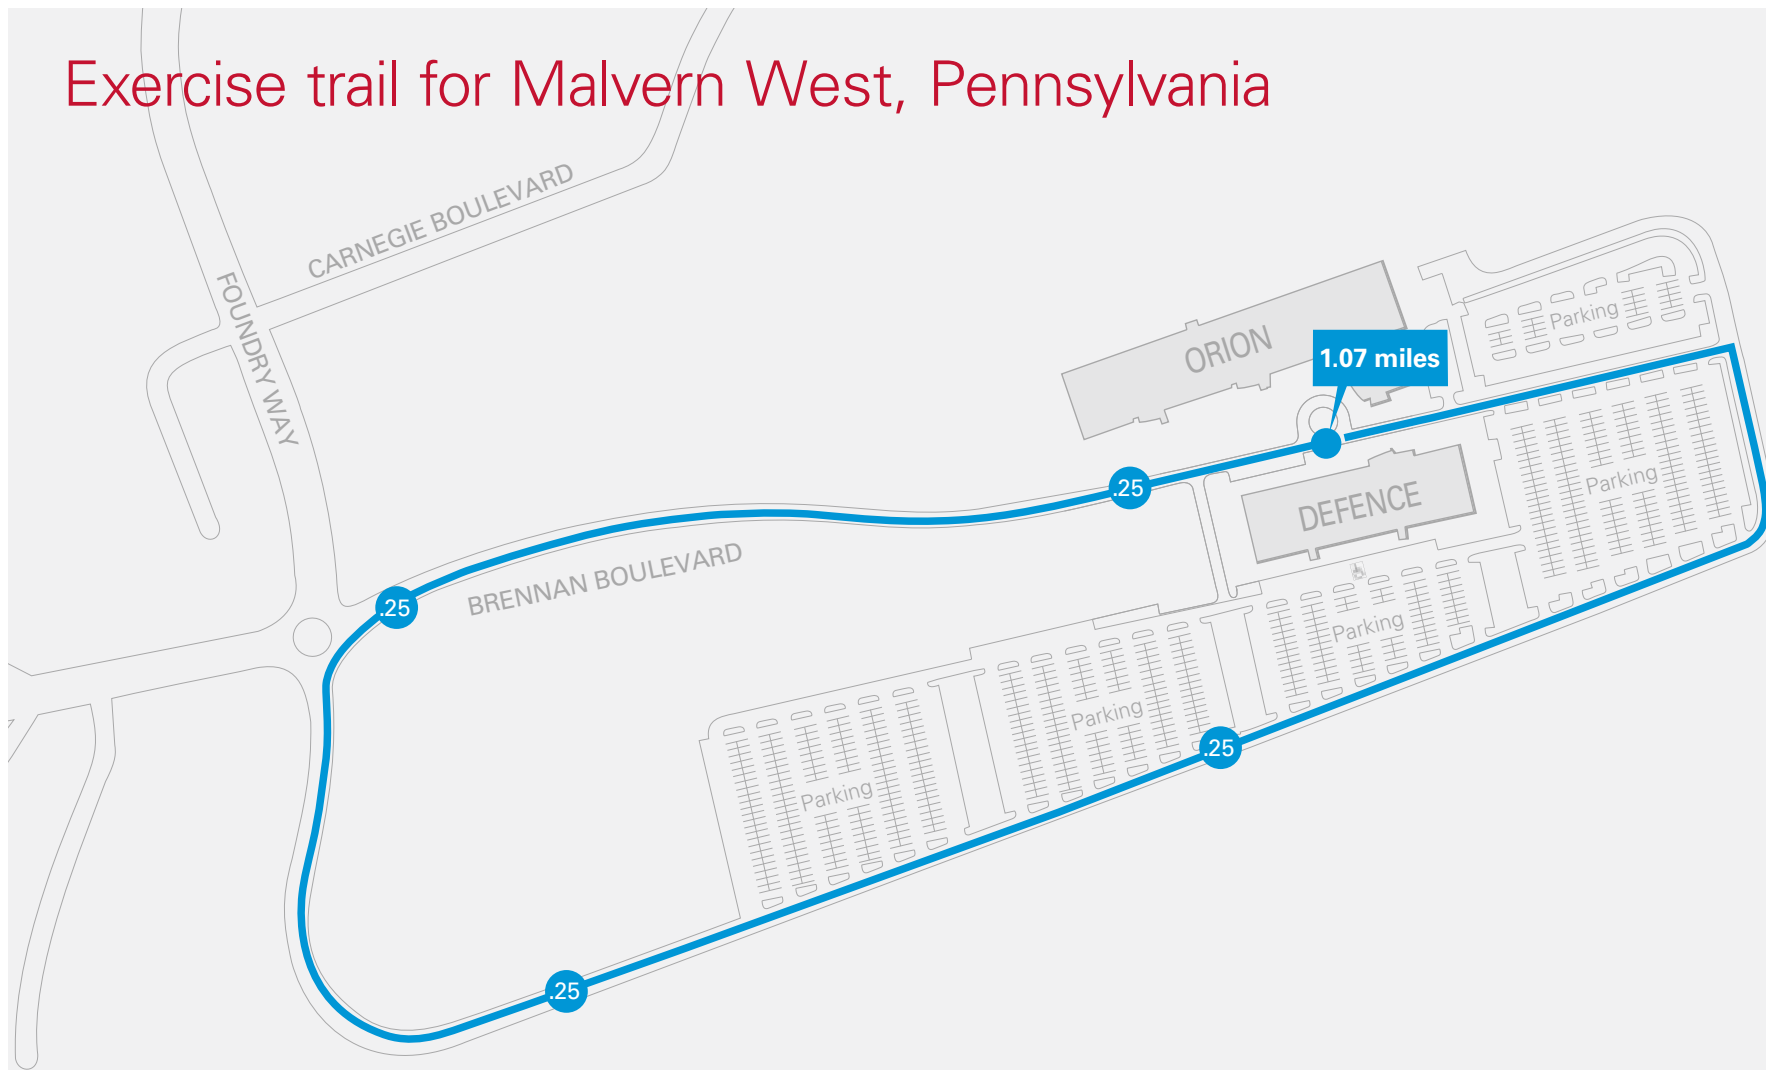 Exercise trail for Malvern West, Pennsylvania
CARNEGIE BOULEVARD
FOUNDRY WAY
ORION
1.07 miles
Parking
.25
DEFENCE
Parking
BRENNAN BOULEVARD
.25
Parking
Parking
.25
Parking
.25